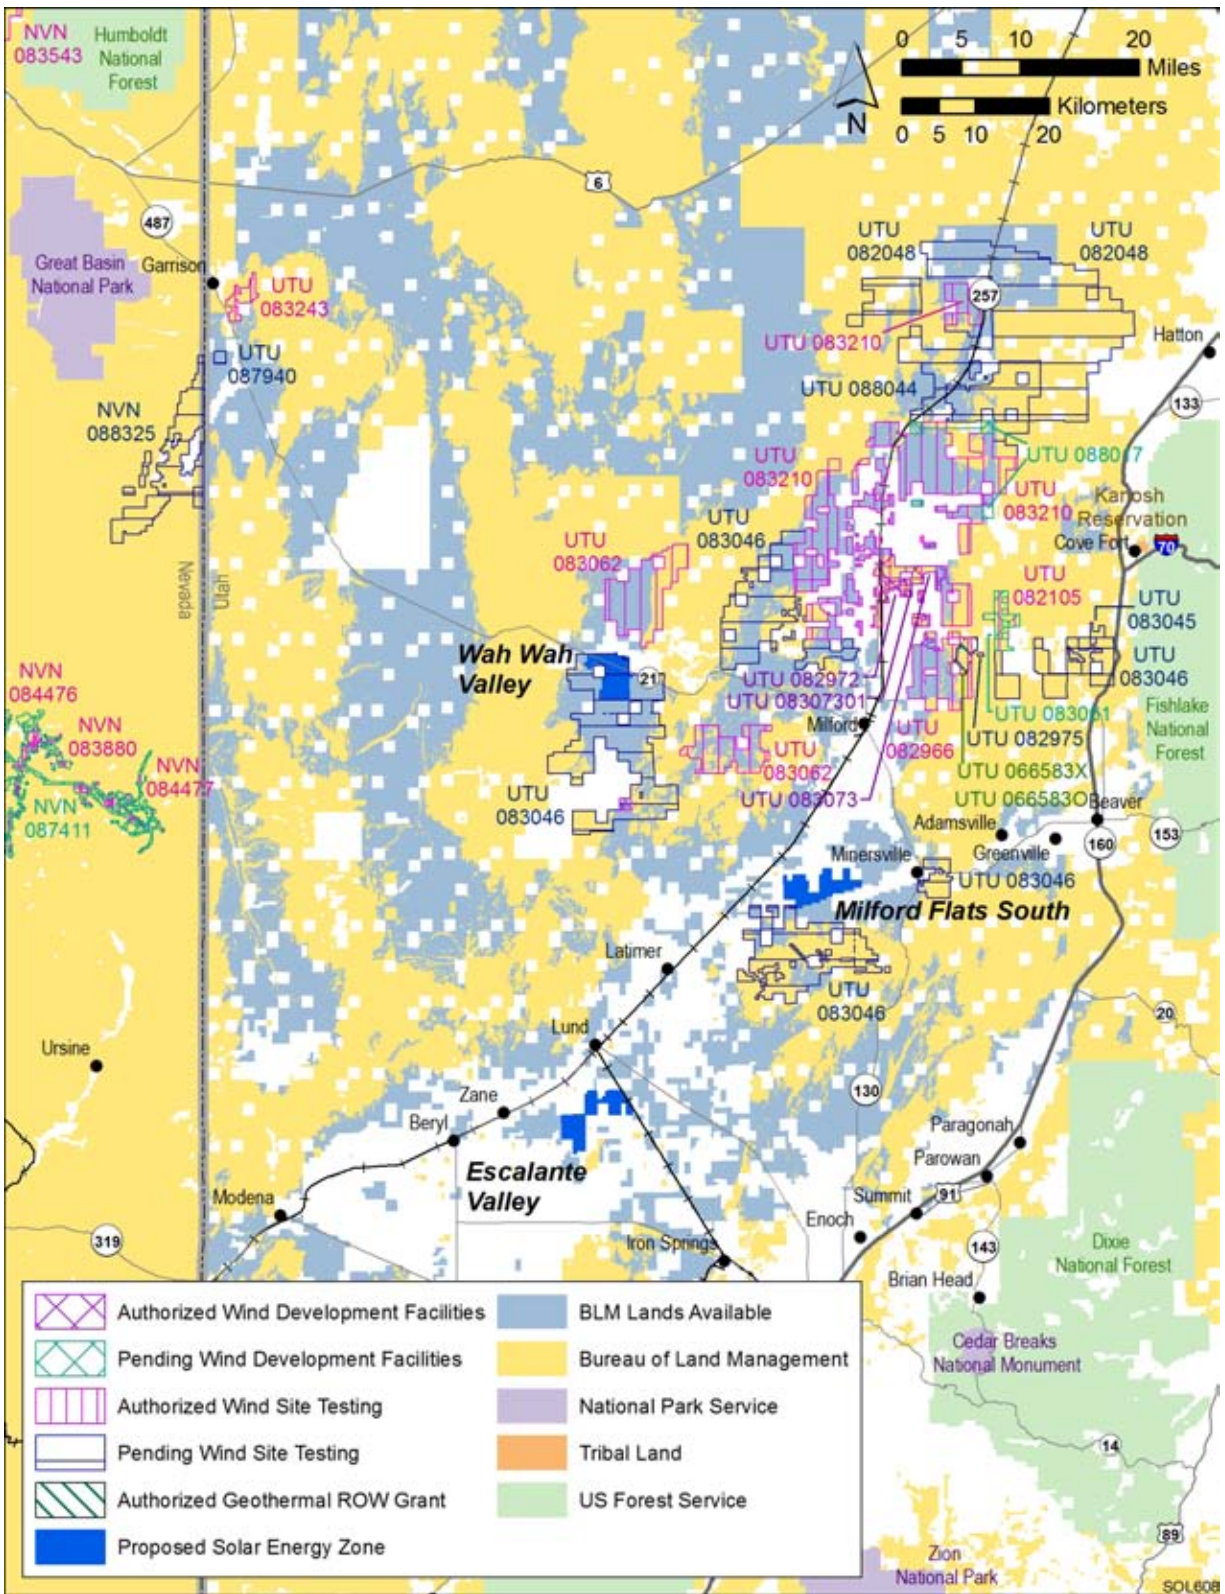 NVN
083543
Humboldt
National
Forest
0 5 10 20
Miles
Kilometers
0 5 10 20
N
6
487
Great Basin
National Park
Garrison
UTU
083243
UTU
087940
NVN
088325
UTU
082048
UTU
082048
257
UTU 083210
Hatton
UTU 088044
133
UTU
083210
UTU
083210
Kanosh
Reservation
Cove Fort
70
UTU
083046
UTU
083062
Nevada
Utah
UTU
082105
UTU
083045
UTU
083046
Wah Wah
Valley
UTU 082972
UTU 08307301
Milford
UTU
083062
UTU
082966
UTU 082975
UTU 066583X
UTU 066583O
UTU 083073
Fishlake
National
Forest
NVN
084476
NVN
083880
NVN
084477
NVN
087411
UTU
083046
Adamsville
Beaver
Greenville
160
153
Minersville
UTU 083046
Milford Flats South
Latimer
UTU
083046
Lund
20
Ursine
130
Zane
Beryl
Escalante
Valley
Paragonah
Parowan
Summit
91
Modena
Enoch
Iron Springs
319
143
Dixie
National Forest
Brian Head
Cedar Breaks
National Monument
14
89
Zion
National Park
Authorized Wind Development Facilities
Pending Wind Development Facilities
Authorized Wind Site Testing
Pending Wind Site Testing
Authorized Geothermal ROW Grant
Proposed Solar Energy Zone
BLM Lands Available
Bureau of Land Management
National Park Service
Tribal Land
US Forest Service